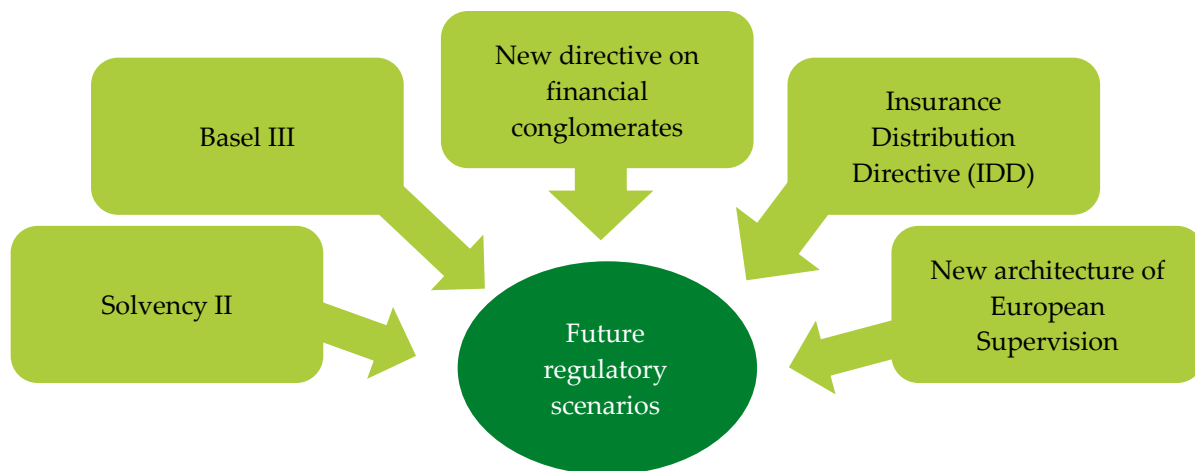 New directive on
financial
conglomerates
Basel III
Insurance
Distribution
Directive (IDD)
Solvency II
New architecture of
European
Supervision
Future
regulatory
scenarios